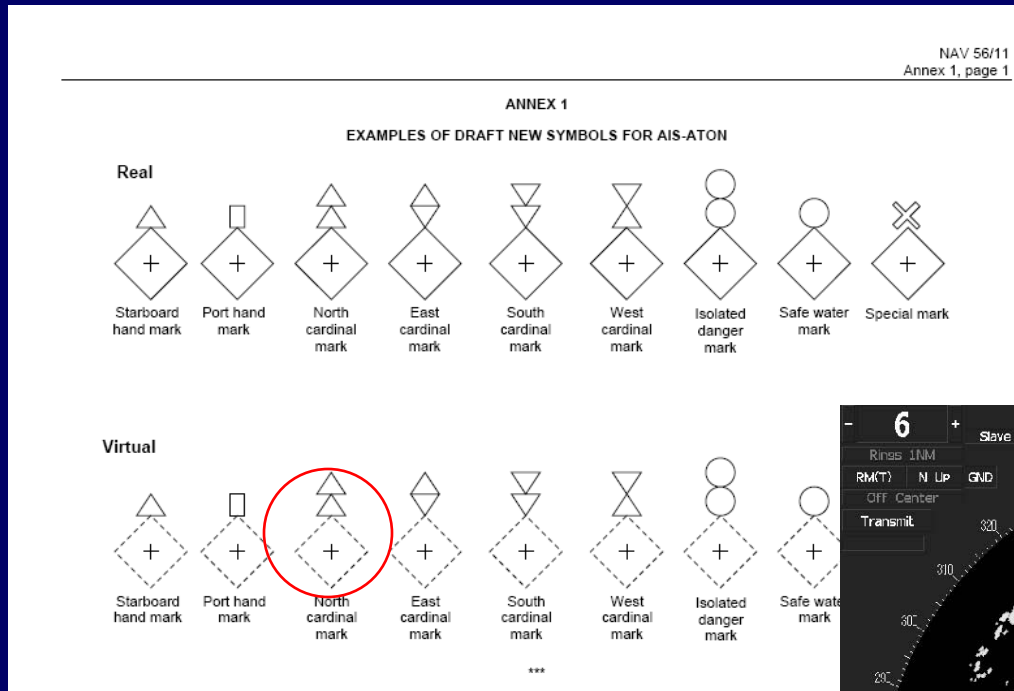 NAV 56/11
Annex 1, page 1
ANNEX 1
EXAMPLES OF DRAFT NEW SYMBOLS FOR AIS-ATON
Real
Starboard hand mark
Port hand mark
North cardinal mark
East cardinal mark
South cardinal mark
West cardinal mark
Isolated danger mark
Safe water mark
Special mark
Virtual
Starboard hand mark
Port hand mark
North cardinal mark
East cardinal mark
South cardinal mark
West cardinal mark
Isolated danger mark
Safe wate mark
***
- 6 + Slave
Rings 1NM
RM(T) N Up GND
Off Center
Transmit
320
310